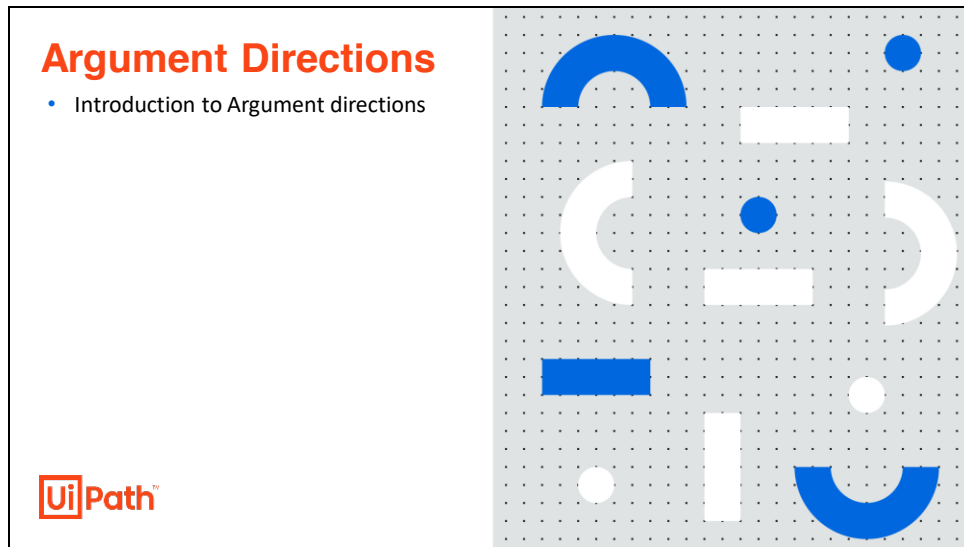 Argument Directions
• Introduction to Argument directions
UiPath™